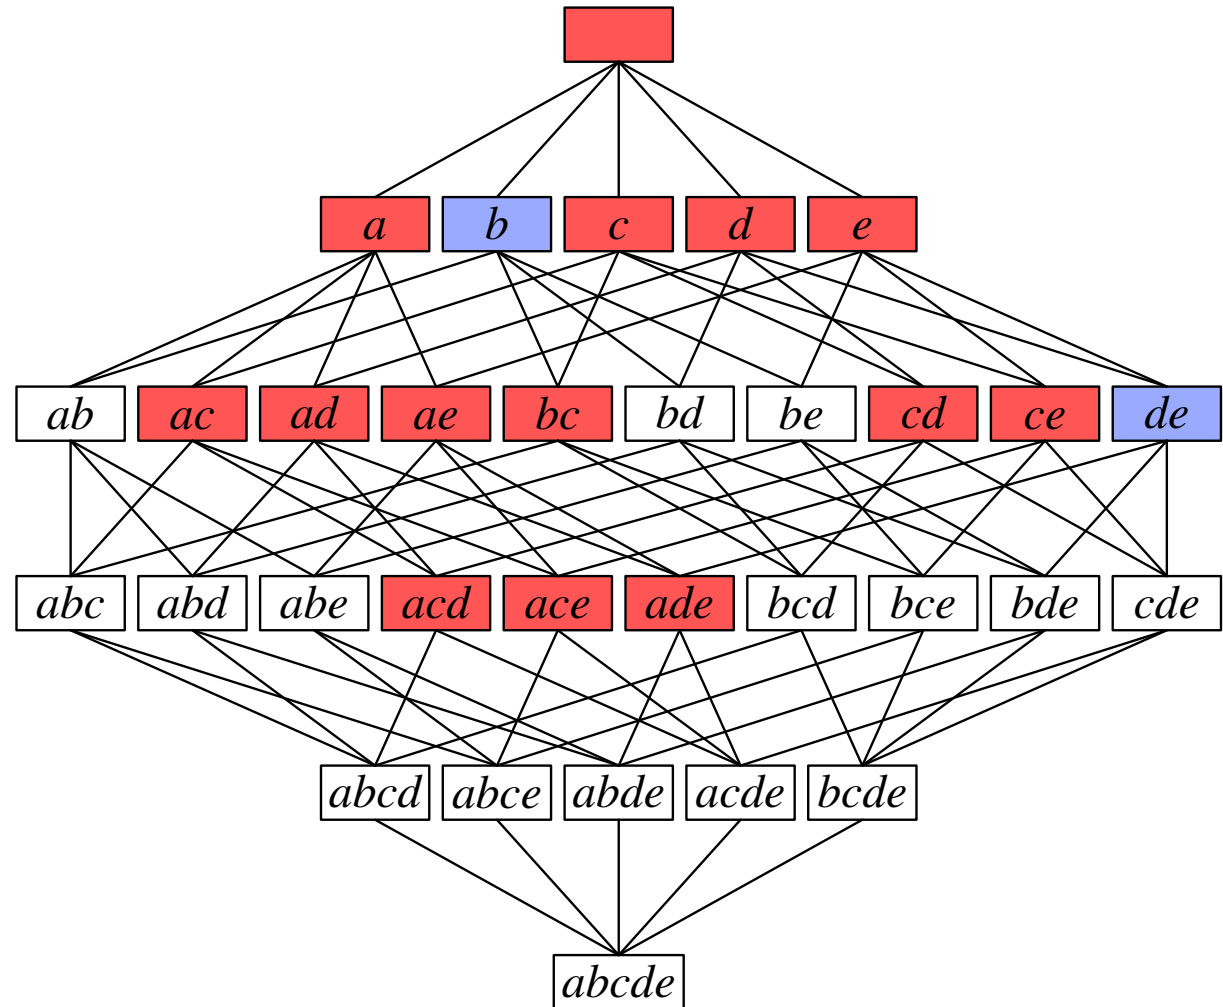 a b c d e
ab ac ad ae bc bd be cd ce de
abc abd abe acd ace ade bcd bce bde cde
abcd abce abde acde bcde
abcde